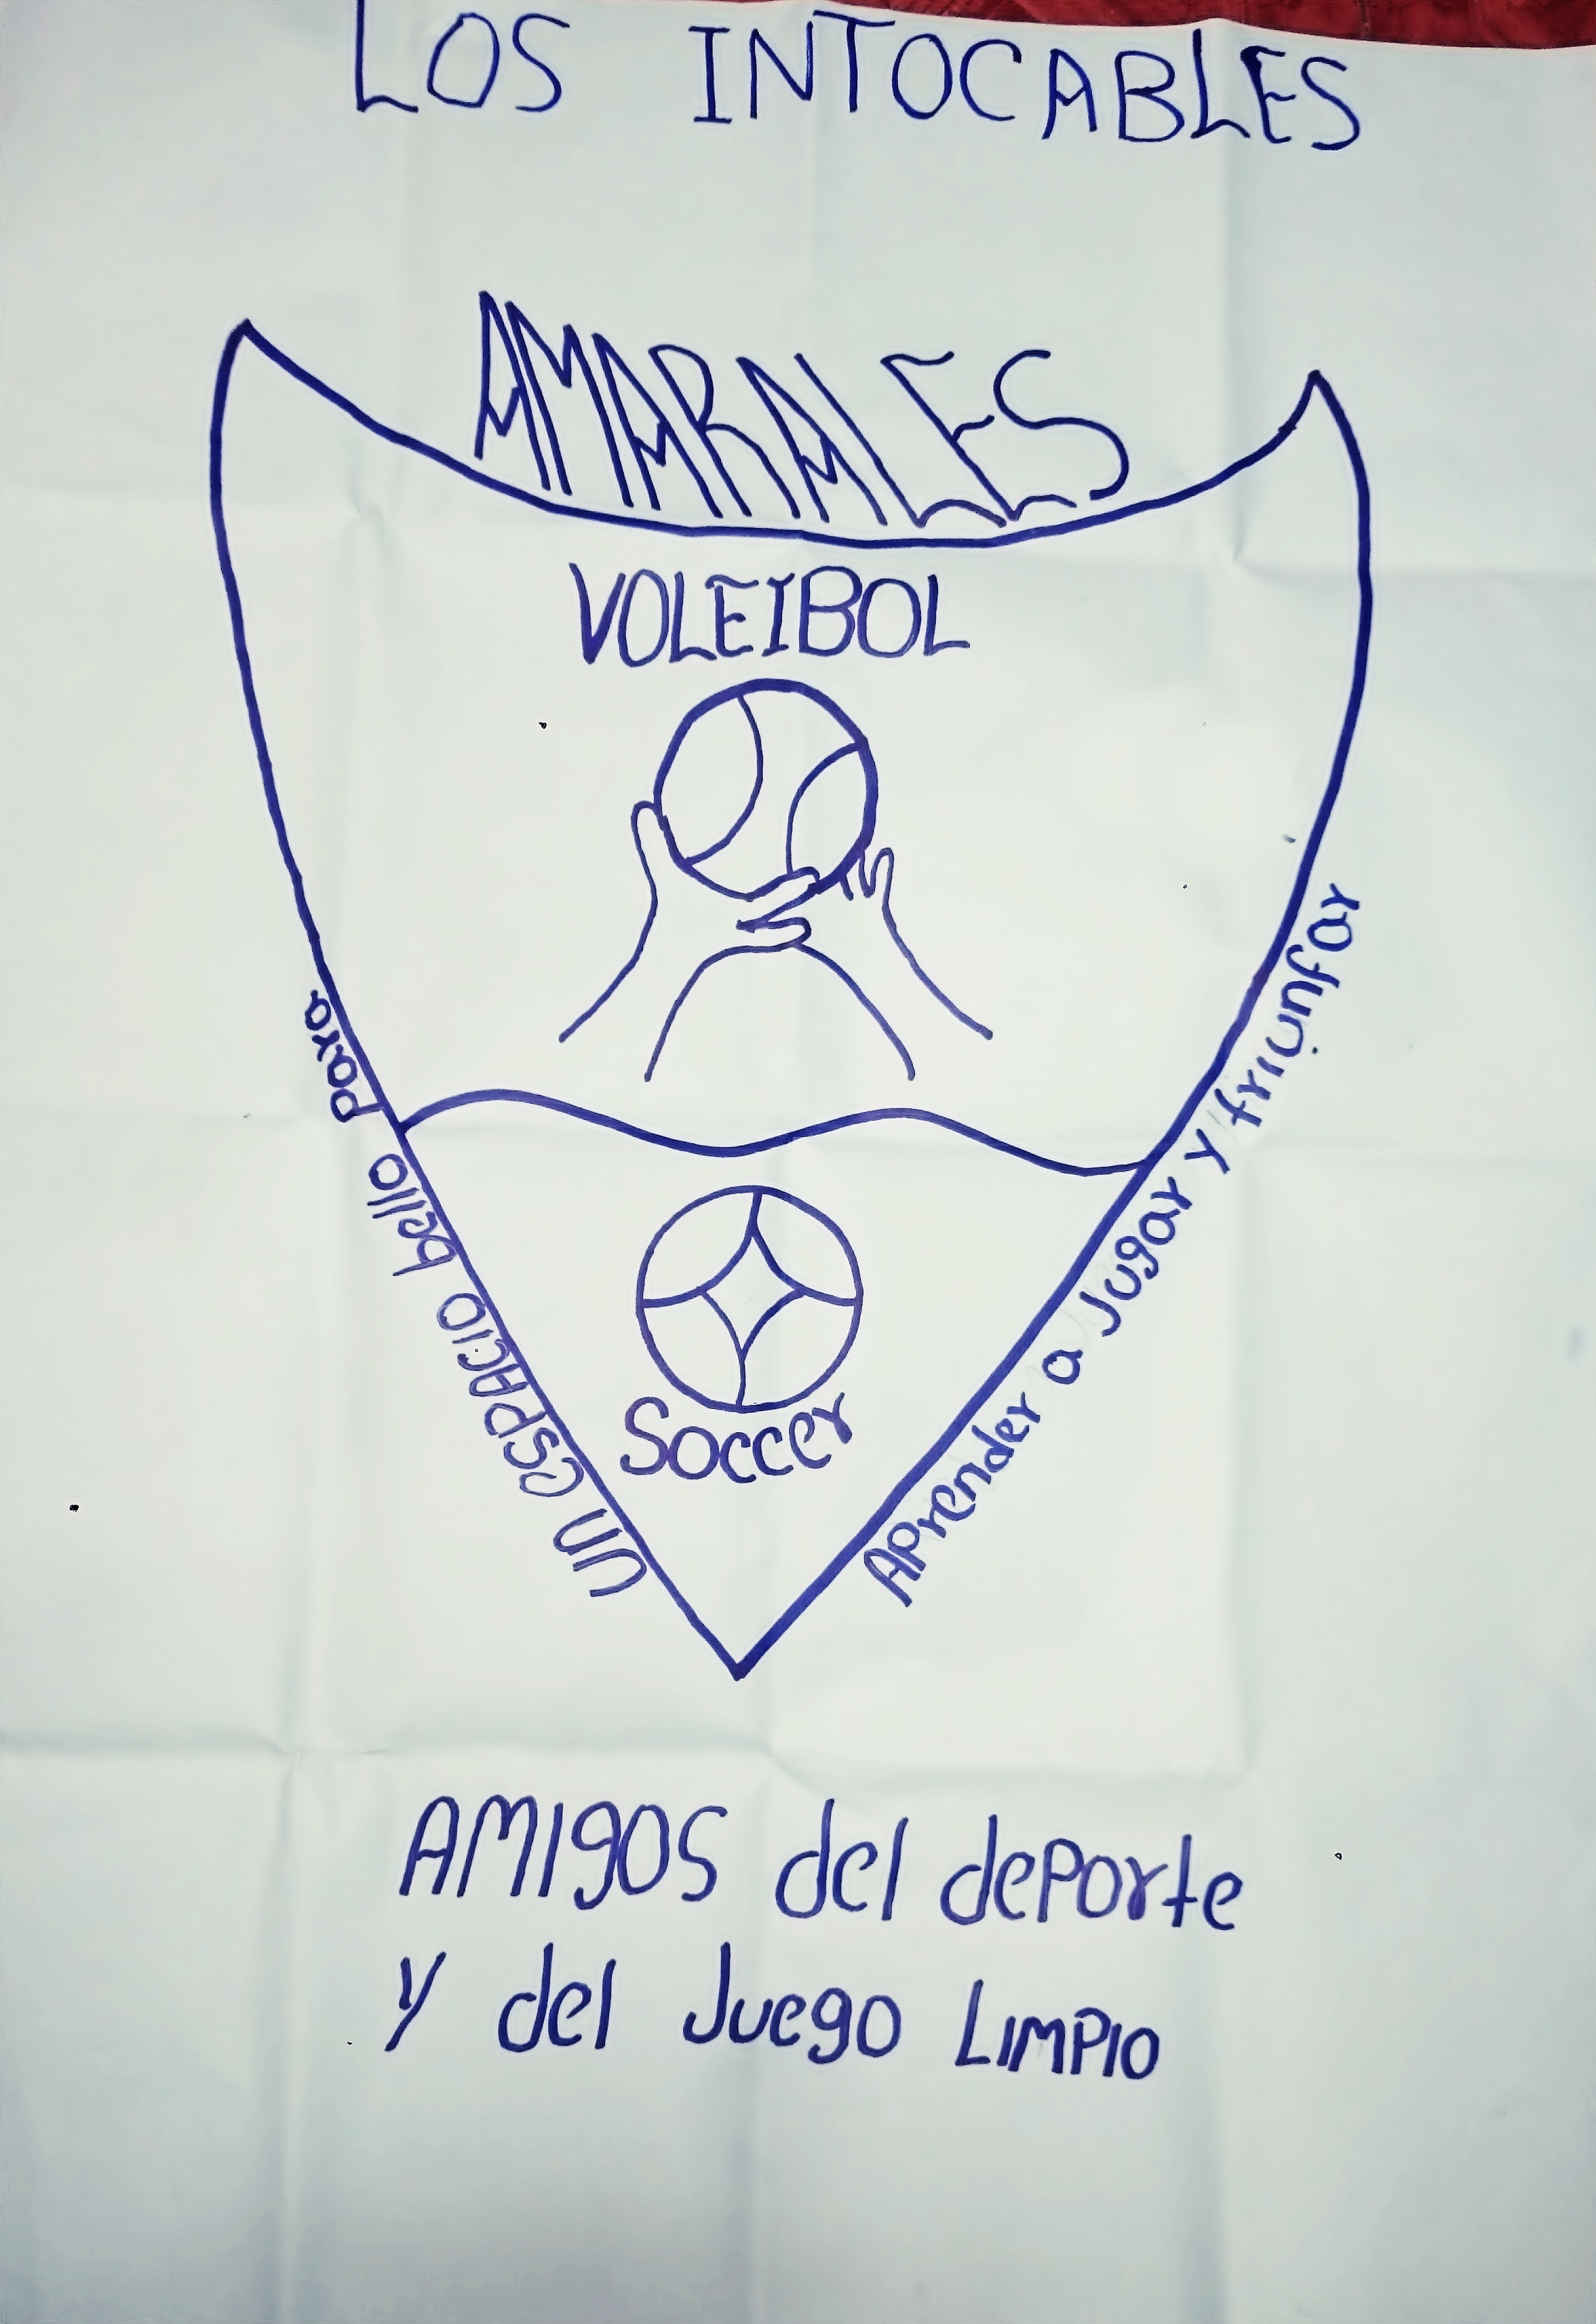 LOS INTOCABLES
AMARALES
VOLEIBOL
Soccer
Un esPAcio bello Para
APrender a Jugar y triunfar
AMIgOS del dePorte
y del Juego LIMPIO